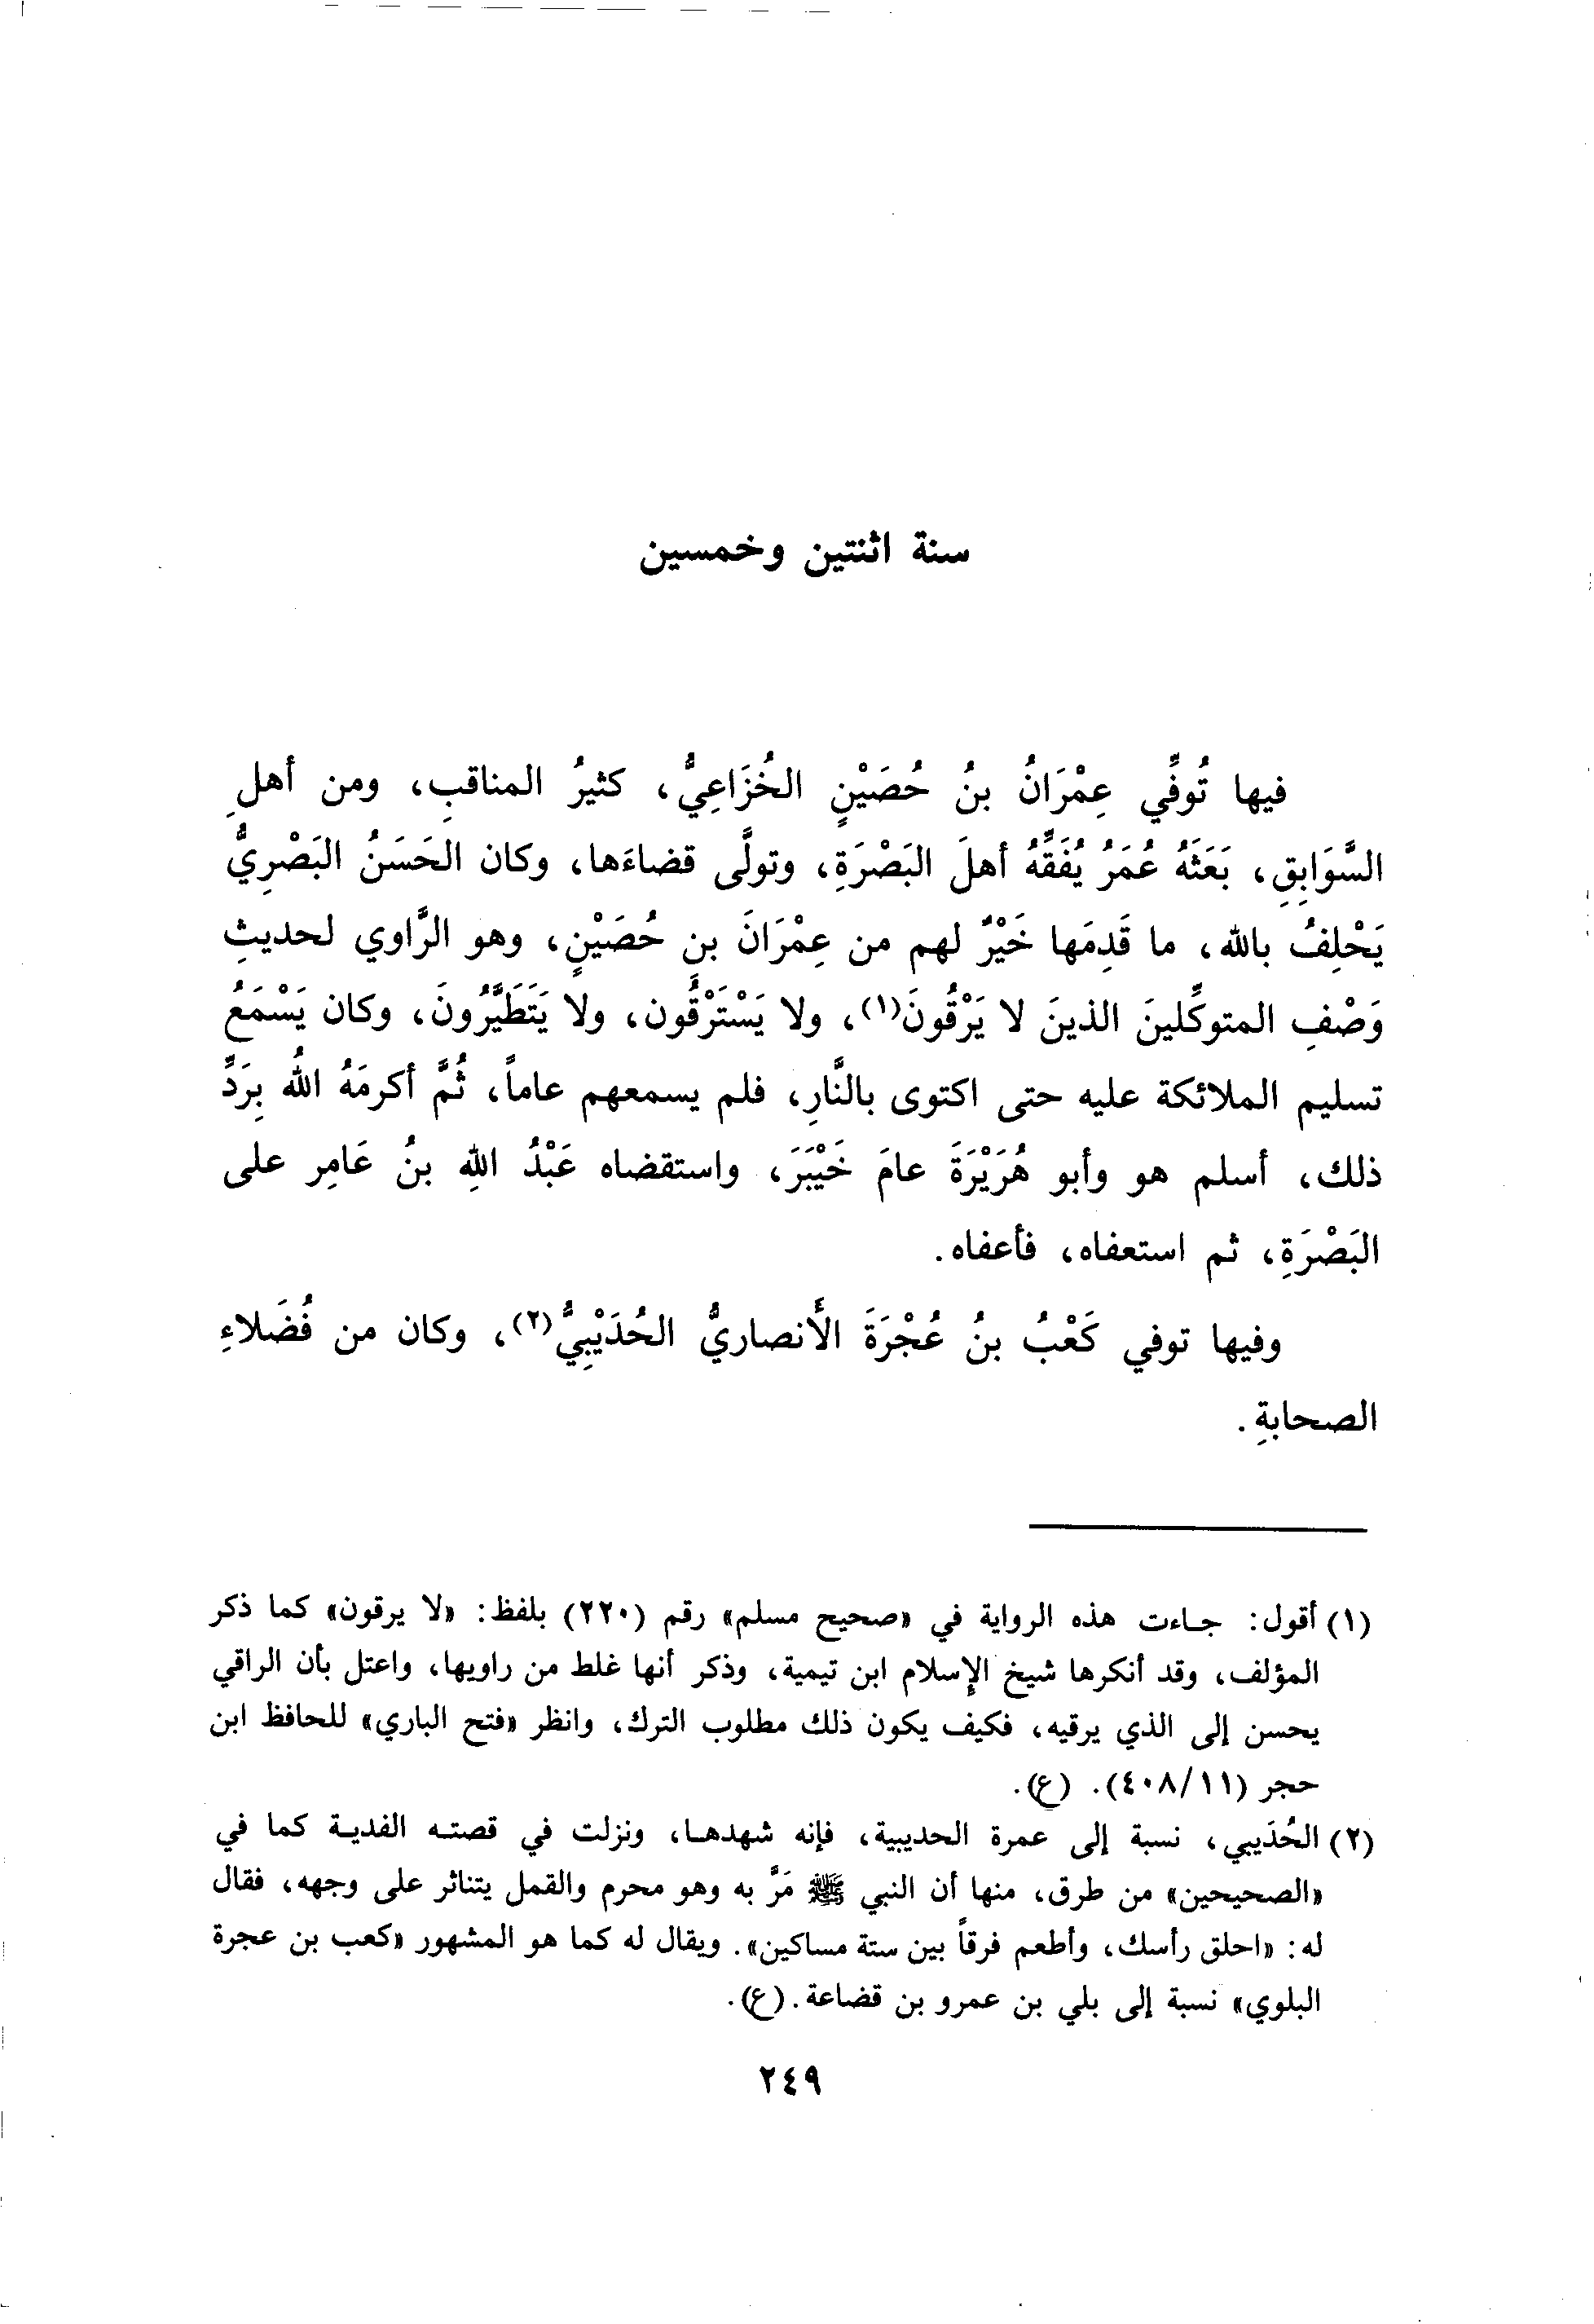 سنة اثنتين وخمسين
فيها تُوفِّي عِمْرَانُ بنُ حُصَيْنٍ الخُزَاعِيُّ، كثيرُ المناقبِ، ومن أهلِ
السَّوَابِقِ، بَعَثَهُ عُمَرُ يُفَقِّهُ أهلَ البَصْرَةِ، وتولَّى قضاءَها، وكان الحَسَنُ البَصْرِيُّ
يَحْلِفُ بالله، ما قَدِمَها خَيْرٌ لهم من عِمْرَانَ بن حُصَيْنٍ، وهو الرَّاوي لحديثِ
وَصْفِ المتوكِّلينَ الذينَ لا يَرْقُونَ(١)، ولا يَسْتَرْقُون، ولا يَتَطَيَّرُونَ، وكان يَسْمَعُ
تسليم الملائكة عليه حتى اكتوى بالنَّارِ، فلم يسمعهم عاماً، ثُمَّ أكرمَهُ اللهُ بِرَدِّ
ذلك، أسلم هو وأبو هُرَيْرَةَ عامَ خَيْبَرَ، واستقضاه عَبْدُ اللهِ بنُ عَامِر على
البَصْرَةِ، ثم استعفاه، فأعفاه.
وفيها توفي كَعْبُ بنُ عُجْرَةَ الأنصاريُّ الحُدَيْبِيُّ(٢)، وكان من فُضَلاءِ
الصحابةِ.
(١) أقول: جاءت هذه الرواية في «صحيح مسلم» رقم (٢٢٠) بلفظ: «لا يرقون» كما ذكر
المؤلف، وقد أنكرها شيخ الإسلام ابن تيمية، وذكر أنها غلط من راويها، واعتل بأن الراقي
يحسن إلى الذي يرقيه، فكيف يكون ذلك مطلوب الترك، وانظر «فتح الباري» للحافظ ابن
حجر (١١/٤٠٨). (ع).
(٢) الحُدَيبي، نسبة إلى عمرة الحديبية، فإنه شهدها، ونزلت في قصته الفدية كما في
«الصحيحين» من طرق، منها أن النبي ﷺ مَرَّ به وهو محرم والقمل يتناثر على وجهه، فقال
له: «احلق رأسك، وأطعم فرقاً بين ستة مساكين». ويقال له كما هو المشهور «كعب بن عجرة
البلوي» نسبة إلى بلي بن عمرو بن قضاعة. (ع).
٢٤٩